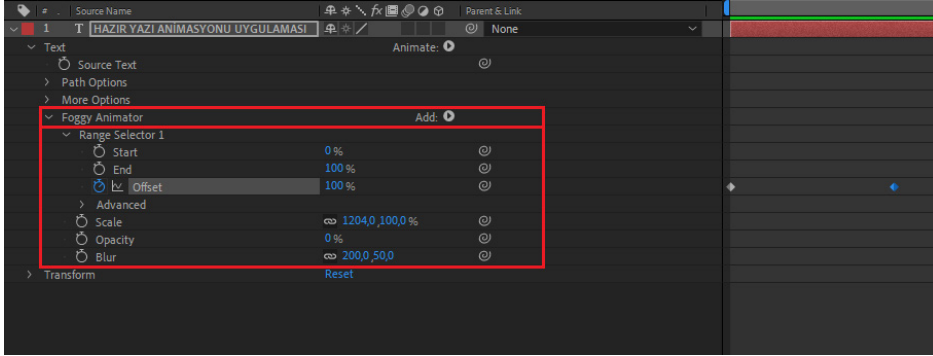 # . Source Name fx Parent & Link
1 T HAZIR YAZI ANİMASYONU UYGULAMASI None
Text Animate:
Source Text
Path Options
More Options
Foggy Animator Add:
Range Selector 1
Start 0 %
End 100 %
Offset 100 %
Advanced
Scale 1204,0 ,100,0 %
Opacity 0 %
Blur 200,0 ,50,0
Transform Reset